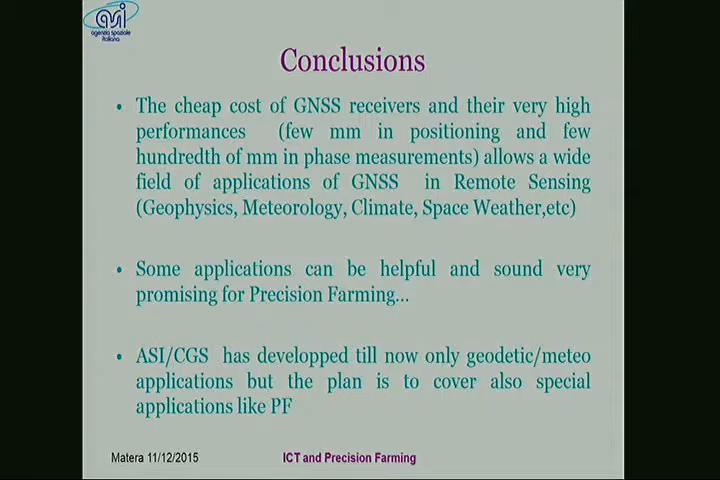 asi
agenzia spaziale
italiana
Conclusions
• The cheap cost of GNSS receivers and their very high
performances (few mm in positioning and few
hundredth of mm in phase measurements) allows a wide
field of applications of GNSS in Remote Sensing
(Geophysics, Meteorology, Climate, Space Weather,etc)
• Some applications can be helpful and sound very
promising for Precision Farming...
• ASI/CGS has developped till now only geodetic/meteo
applications but the plan is to cover also special
applications like PF
Matera 11/12/2015 ICT and Precision Farming